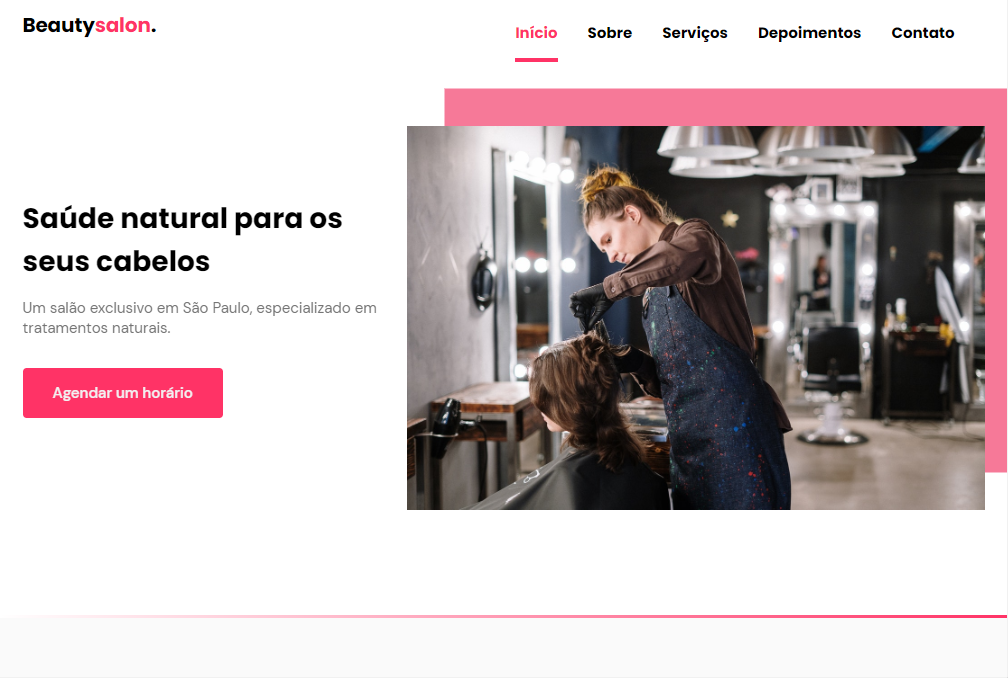 Beautysalon.
Início Sobre Serviços Depoimentos Contato
Saúde natural para os
seus cabelos
Um salão exclusivo em São Paulo, especializado em
tratamentos naturais.
Agendar um horário